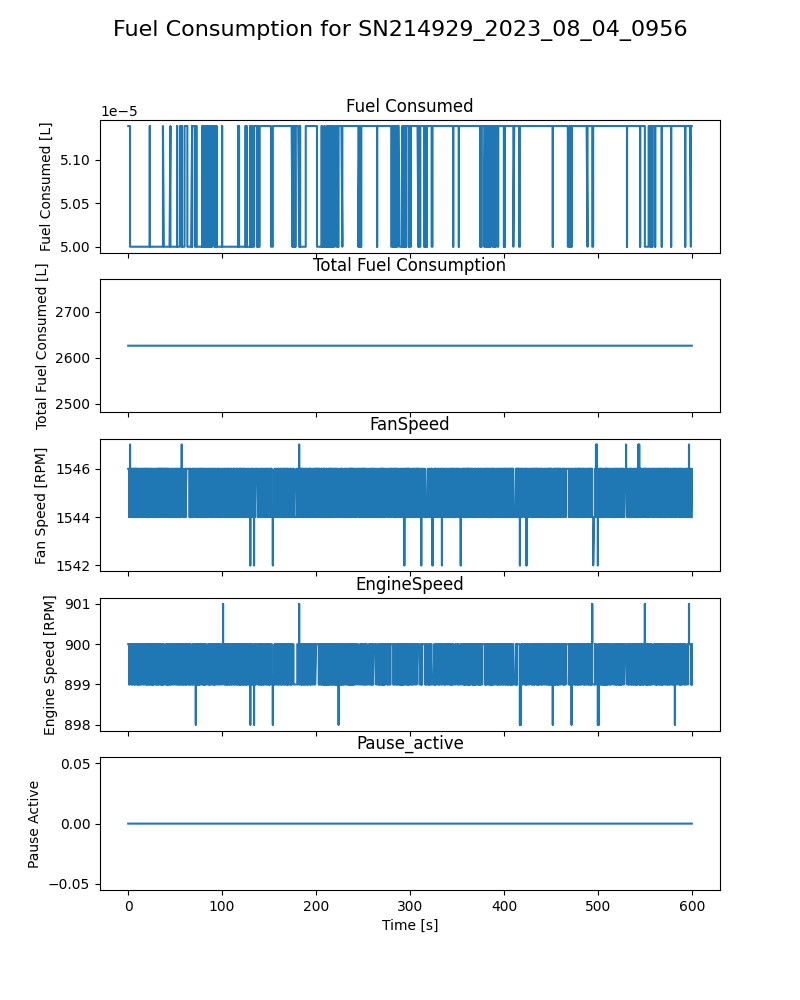 Fuel Consumption for SN214929_2023_08_04_0956
Fuel Consumed
1e−5
Fuel Consumed [L]
5.10
5.05
5.00
Total Fuel Consumption
Total Fuel Consumed [L]
2700
2600
2500
FanSpeed
Fan Speed [RPM]
1546
1544
1542
EngineSpeed
Engine Speed [RPM]
901
900
899
898
Pause_active
Pause Active
0.05
0.00
−0.05
0 100 200 300 400 500 600
Time [s]